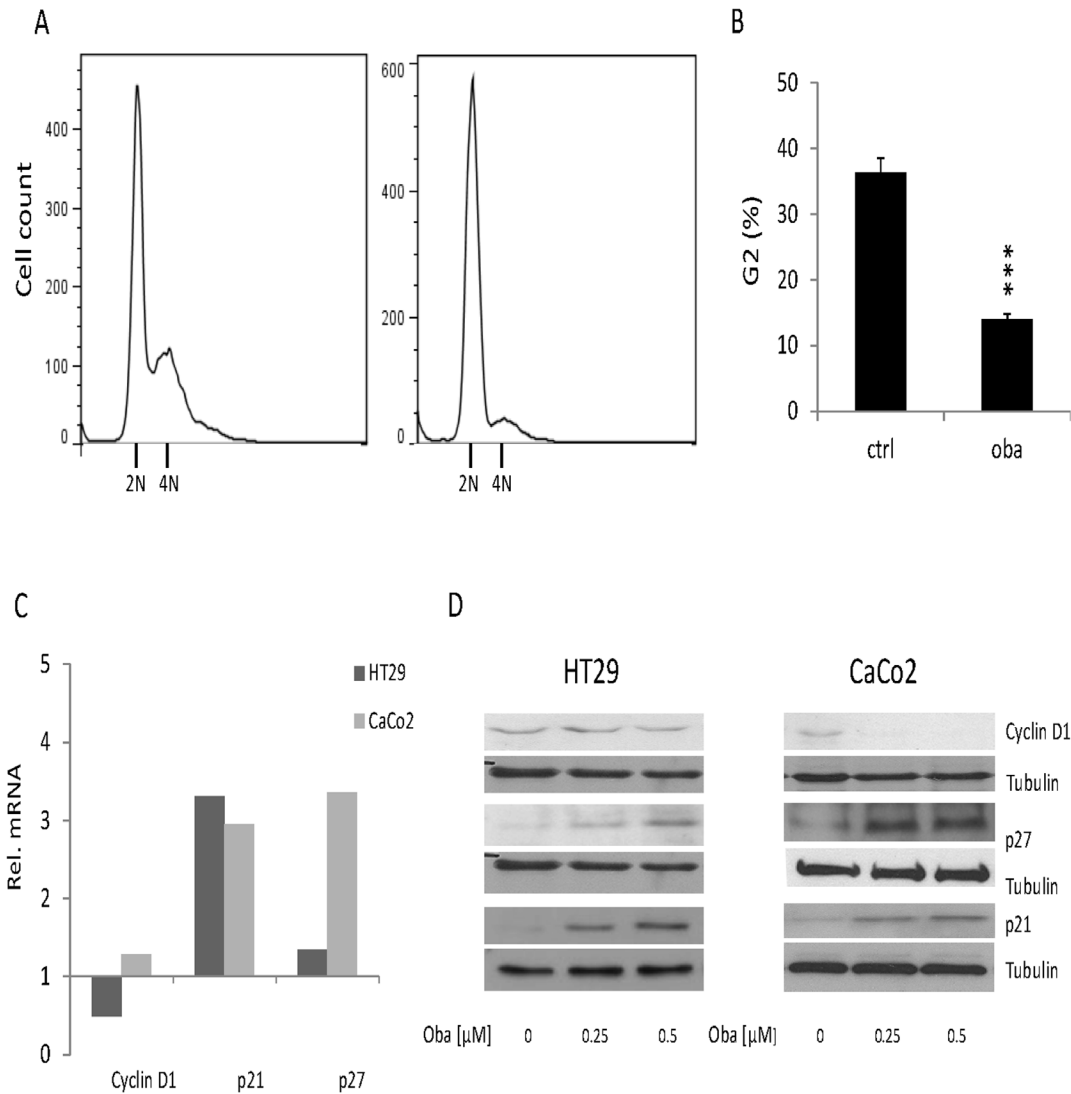 A
Cell count
400
300
200
100
0
2N 4N
600
400
200
0
2N 4N
B
G2 (%)
50
40
30
20
10
0
***
ctrl oba
C
Rel. mRNA
5
4
3
2
1
0
HT29
CaCo2
Cyclin D1 p21 p27
D
HT29 CaCo2
Cyclin D1
Tubulin
p27
Tubulin
p21
Tubulin
Oba [µM] 0 0.25 0.5 Oba [µM] 0 0.25 0.5